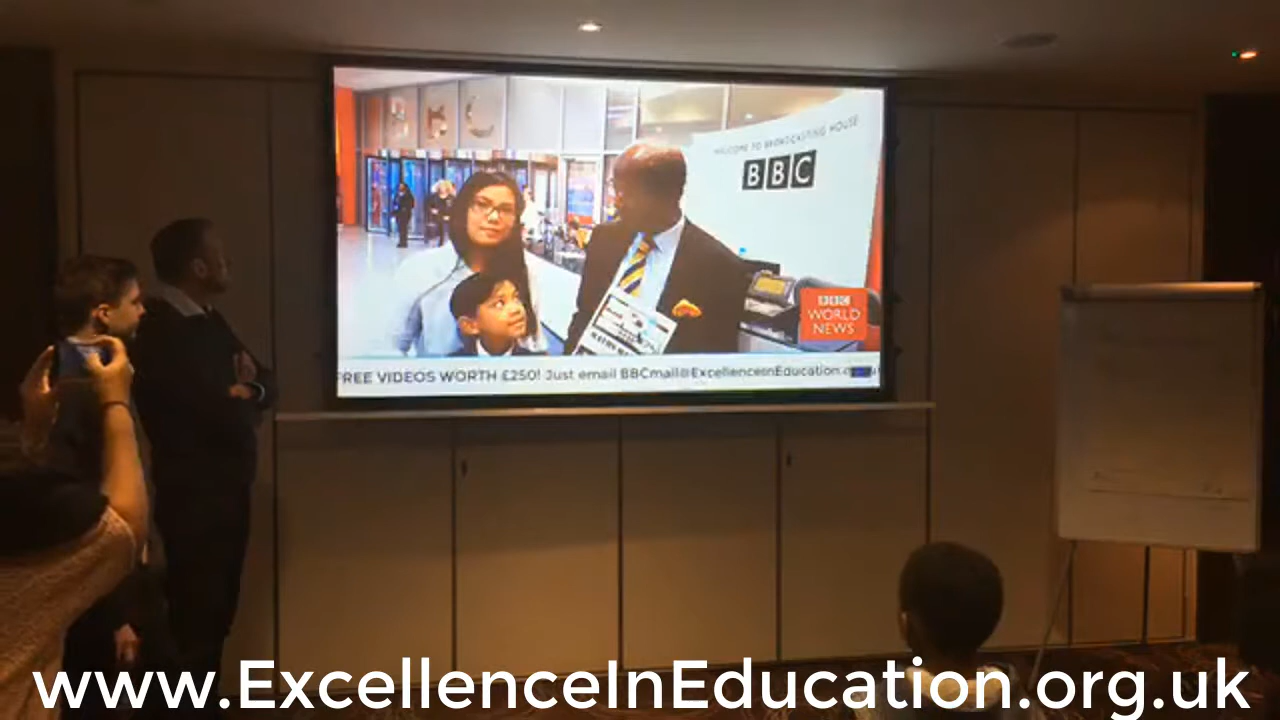 BBC
WELCOME TO BROADCASTING HOUSE
BBC
BBC
WORLD
NEWS
FREE VIDEOS WORTH £250! Just email BBCmail@ExcellenceInEducation
www.ExcellenceInEducation.org.uk